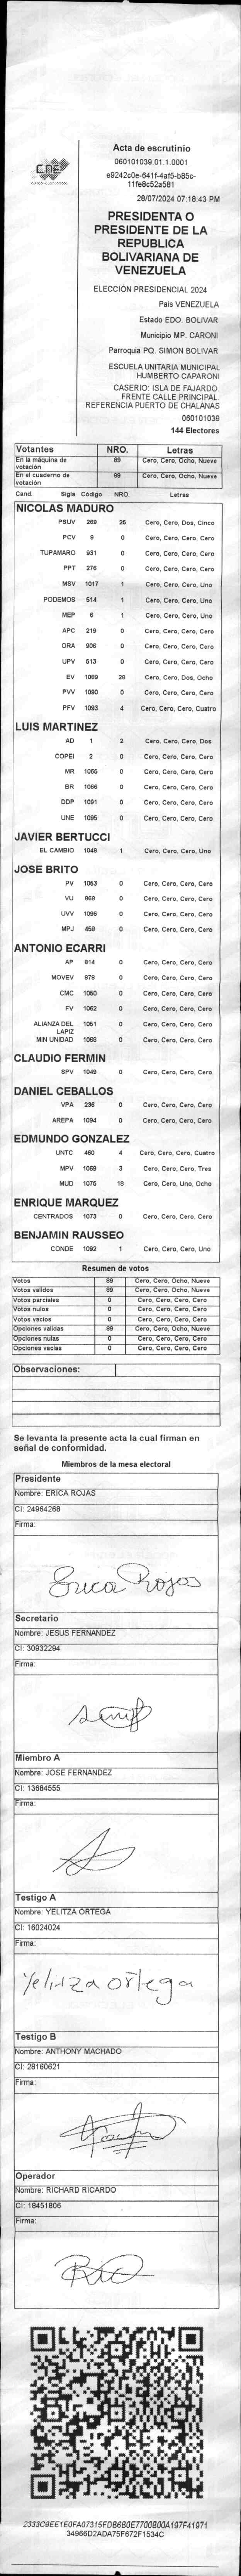 Acta de escrutinio
CNE
060101039.01.1.0001
e9242c0e-641f-4af5-b85c-
11fe8c52a581
28/07/2024 07:18:43 PM
PRESIDENTA O
PRESIDENTE DE LA
REPUBLICA
BOLIVARIANA DE
VENEZUELA
ELECCIÓN PRESIDENCIAL 2024
Pais VENEZUELA
Estado EDO. BOLIVAR
Municipio MP. CARONI
Parroquia PQ. SIMON BOLIVAR
ESCUELA UNITARIA MUNICIPAL
HUMBERTO CAPARONI
CASERIO: ISLA DE FAJARDO.
FRENTE CALLE PRINCIPAL.
REFERENCIA PUERTO DE CHALANAS
060101039
144 Electores
Votantes NRO. Letras
En la máquina de votación 89 Cero, Cero, Ocho, Nueve
En el cuaderno de votación 89 Cero, Cero, Ocho, Nueve
Cand. Sigla Código NRO. Letras
NICOLAS MADURO
PSUV 269 25 Cero, Cero, Dos, Cinco
PCV 9 0 Cero, Cero, Cero, Cero
TUPAMARO 931 0 Cero, Cero, Cero, Cero
PPT 276 0 Cero, Cero, Cero, Cero
MSV 1017 1 Cero, Cero, Cero, Uno
PODEMOS 514 1 Cero, Cero, Cero, Uno
MEP 6 1 Cero, Cero, Cero, Uno
APC 219 0 Cero, Cero, Cero, Cero
ORA 906 0 Cero, Cero, Cero, Cero
UPV 513 0 Cero, Cero, Cero, Cero
EV 1089 28 Cero, Cero, Dos, Ocho
PVV 1090 0 Cero, Cero, Cero, Cero
PFV 1093 4 Cero, Cero, Cero, Cuatro
LUIS MARTINEZ
AD 1 2 Cero, Cero, Cero, Dos
COPEI 2 0 Cero, Cero, Cero, Cero
MR 1065 0 Cero, Cero, Cero, Cero
BR 1086 0 Cero, Cero, Cero, Cero
DDP 1091 0 Cero, Cero, Cero, Cero
UNE 1095 0 Cero, Cero, Cero, Cero
JAVIER BERTUCCI
EL CAMBIO 1048 1 Cero, Cero, Cero, Uno
JOSE BRITO
PV 1053 0 Cero, Cero, Cero, Cero
VU 868 0 Cero, Cero, Cero, Cero
UVV 1096 0 Cero, Cero, Cero, Cero
MPJ 458 0 Cero, Cero, Cero, Cero
ANTONIO ECARRI
AP 814 0 Cero, Cero, Cero, Cero
MOVEV 879 0 Cero, Cero, Cero, Cero
CMC 1050 0 Cero, Cero, Cero, Cero
FV 1062 0 Cero, Cero, Cero, Cero
ALIANZA DEL LAPIZ 1051 0 Cero, Cero, Cero, Cero
MIN UNIDAD 1068 0 Cero, Cero, Cero, Cero
CLAUDIO FERMIN
SPV 1049 0 Cero, Cero, Cero, Cero
DANIEL CEBALLOS
VPA 236 0 Cero, Cero, Cero, Cero
AREPA 1094 0 Cero, Cero, Cero, Cero
EDMUNDO GONZALEZ
UNTC 460 4 Cero, Cero, Cero, Cuatro
MPV 1069 3 Cero, Cero, Cero, Tres
MUD 1075 18 Cero, Cero, Uno, Ocho
ENRIQUE MARQUEZ
CENTRADOS 1073 0 Cero, Cero, Cero, Cero
BENJAMIN RAUSSEO
CONDE 1092 1 Cero, Cero, Cero, Uno
Resumen de votos
Votos 89 Cero, Cero, Ocho, Nueve
Votos validos 89 Cero, Cero, Ocho, Nueve
Votos parciales 0 Cero, Cero, Cero, Cero
Votos nulos 0 Cero, Cero, Cero, Cero
Votos vacios 0 Cero, Cero, Cero, Cero
Opciones validas 89 Cero, Cero, Ocho, Nueve
Opciones nulas 0 Cero, Cero, Cero, Cero
Opciones vacias 0 Cero, Cero, Cero, Cero
Observaciones:
Se levanta la presente acta la cual firman en
señal de conformidad.
Miembros de la mesa electoral
Presidente
Nombre: ERICA ROJAS
CI: 24964268
Firma:
Erica Rojas
Secretario
Nombre: JESUS FERNANDEZ
CI: 30932294
Firma:
Miembro A
Nombre: JOSE FERNANDEZ
CI: 13684555
Firma:
Testigo A
Nombre: YELITZA ORTEGA
CI: 16024024
Firma:
Yelitza ortega
Testigo B
Nombre: ANTHONY MACHADO
CI: 28160621
Firma:
Operador
Nombre: RICHARD RICARDO
CI: 18451806
Firma:
2333C9EE1E0FA07315FDB6B0E7700B00A197F41971
34966D2ADA75F672F1534C